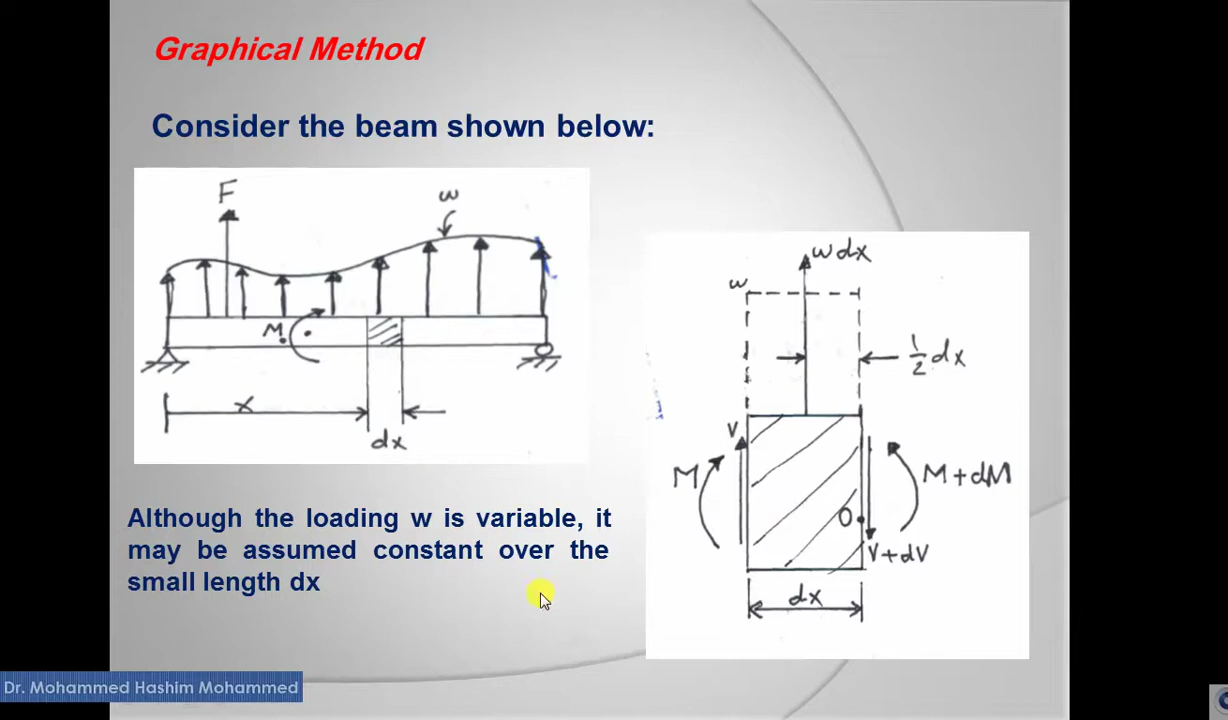 Graphical Method
Consider the beam shown below:
F
w
M.
x
dx
Although the loading w is variable, it
may be assumed constant over the
small length dx
w dx
w
1/2 dx
V
M
M+dM
O
V+dV
dx
Dr. Mohammed Hashim Mohammed